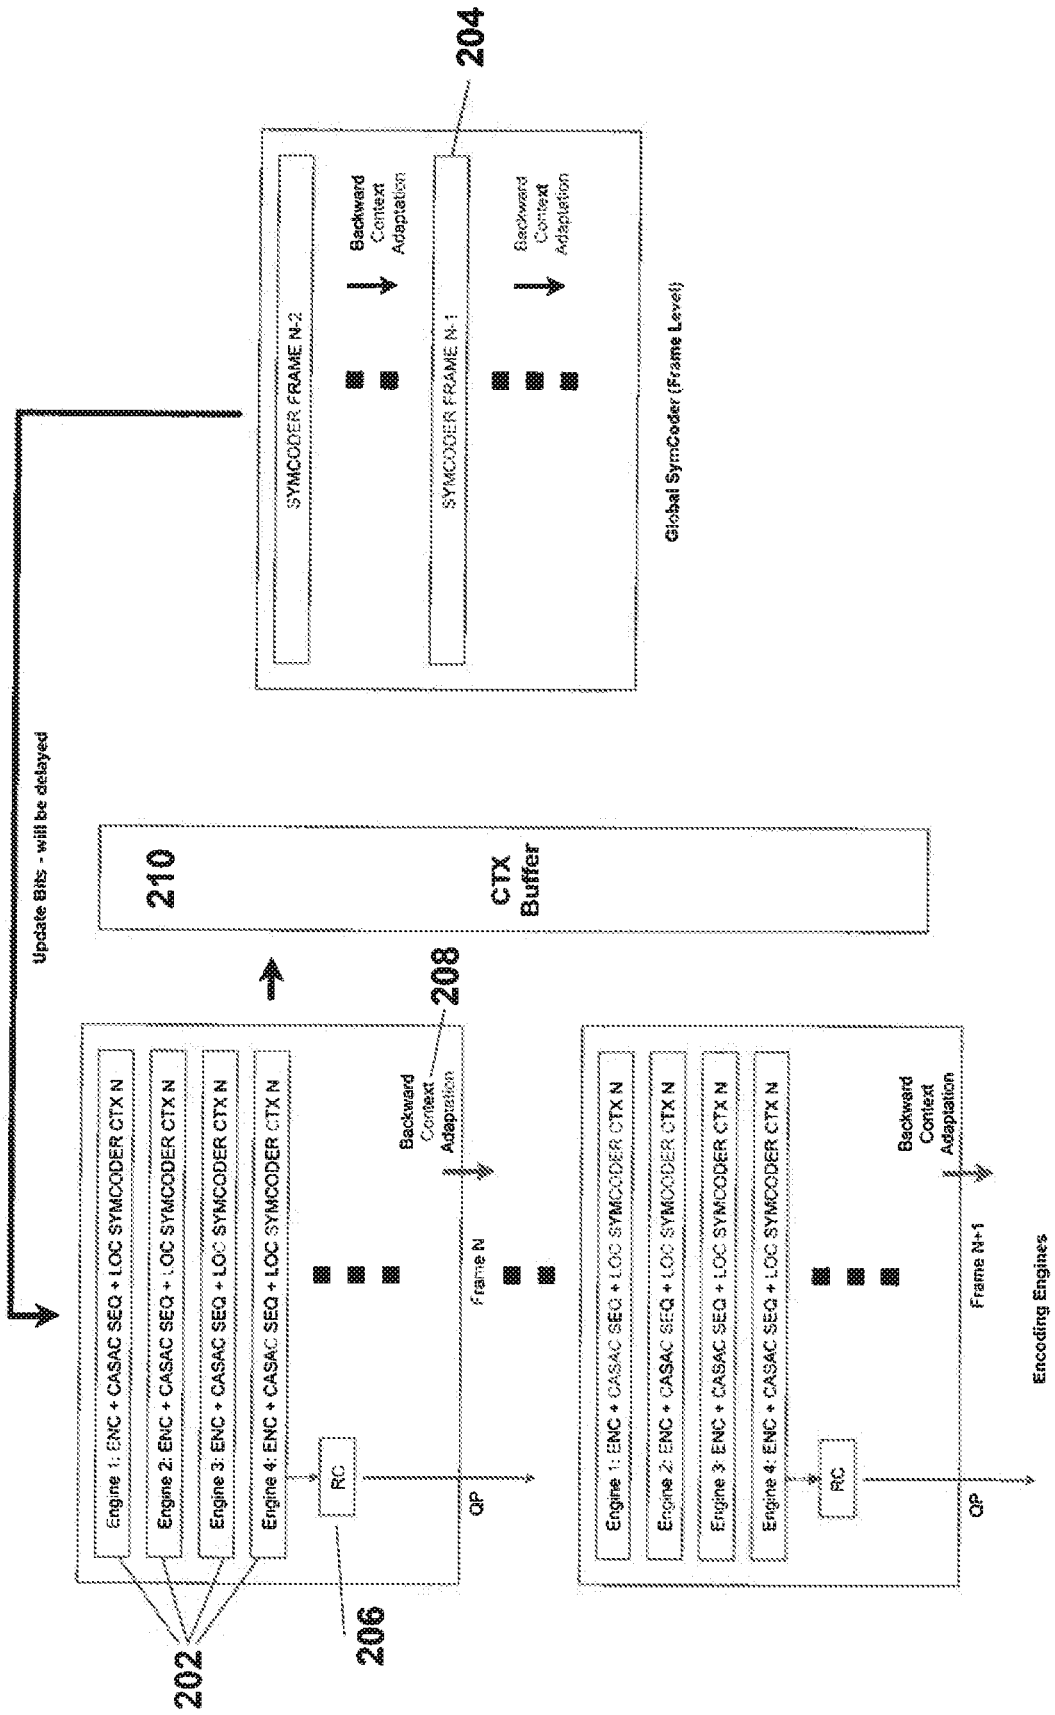 Update Bits - will be delayed
202
Engine 1: ENC + CASAC SEQ + LOC SYMCODER CTX N
Engine 2: ENC + CASAC SEQ + LOC SYMCODER CTX N
Engine 3: ENC + CASAC SEQ + LOC SYMCODER CTX N
Engine 4: ENC + CASAC SEQ + LOC SYMCODER CTX N
206
RC
QP
Backward
Context
Adaptation
208
Frame N
Engine 1: ENC + CASAC SEQ + LOC SYMCODER CTX N
Engine 2: ENC + CASAC SEQ + LOC SYMCODER CTX N
Engine 3: ENC + CASAC SEQ + LOC SYMCODER CTX N
Engine 4: ENC + CASAC SEQ + LOC SYMCODER CTX N
RC
QP
Backward
Context
Adaptation
Frame N+1
Encoding Engines
210
CTX
Buffer
SYMCODER FRAME N-2
Backward
Context
Adaptation
204
SYMCODER FRAME N-1
Backward
Context
Adaptation
Global SymCoder (Frame Level)